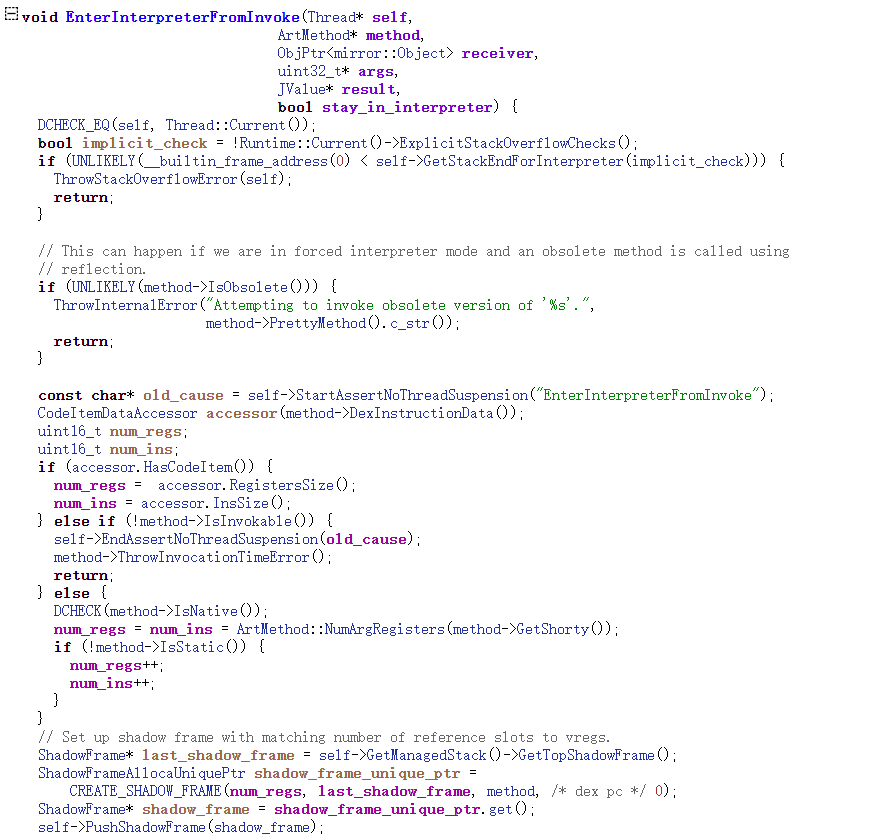 void EnterInterpreterFromInvoke(Thread* self,
                                ArtMethod* method,
                                ObjPtr<mirror::Object> receiver,
                                uint32_t* args,
                                JValue* result,
                                bool stay_in_interpreter) {
  DCHECK_EQ(self, Thread::Current());
  bool implicit_check = !Runtime::Current()->ExplicitStackOverflowChecks();
  if (UNLIKELY(__builtin_frame_address(0) < self->GetStackEndForInterpreter(implicit_check))) {
    ThrowStackOverflowError(self);
    return;
  }

  // This can happen if we are in forced interpreter mode and an obsolete method is called using
  // reflection.
  if (UNLIKELY(method->IsObsolete())) {
    ThrowInternalError("Attempting to invoke obsolete version of '%s'.",
                       method->PrettyMethod().c_str());
    return;
  }

  const char* old_cause = self->StartAssertNoThreadSuspension("EnterInterpreterFromInvoke");
  CodeItemDataAccessor accessor(method->DexInstructionData());
  uint16_t num_regs;
  uint16_t num_ins;
  if (accessor.HasCodeItem()) {
    num_regs =  accessor.RegistersSize();
    num_ins = accessor.InsSize();
  } else if (!method->IsInvokable()) {
    self->EndAssertNoThreadSuspension(old_cause);
    method->ThrowInvocationTimeError();
    return;
  } else {
    DCHECK(method->IsNative());
    num_regs = num_ins = ArtMethod::NumArgRegisters(method->GetShorty());
    if (!method->IsStatic()) {
      num_regs++;
      num_ins++;
    }
  }
  // Set up shadow frame with matching number of reference slots to vregs.
  ShadowFrame* last_shadow_frame = self->GetManagedStack()->GetTopShadowFrame();
  ShadowFrameAllocaUniquePtr shadow_frame_unique_ptr =
      CREATE_SHADOW_FRAME(num_regs, last_shadow_frame, method, /* dex pc */ 0);
  ShadowFrame* shadow_frame = shadow_frame_unique_ptr.get();
  self->PushShadowFrame(shadow_frame);